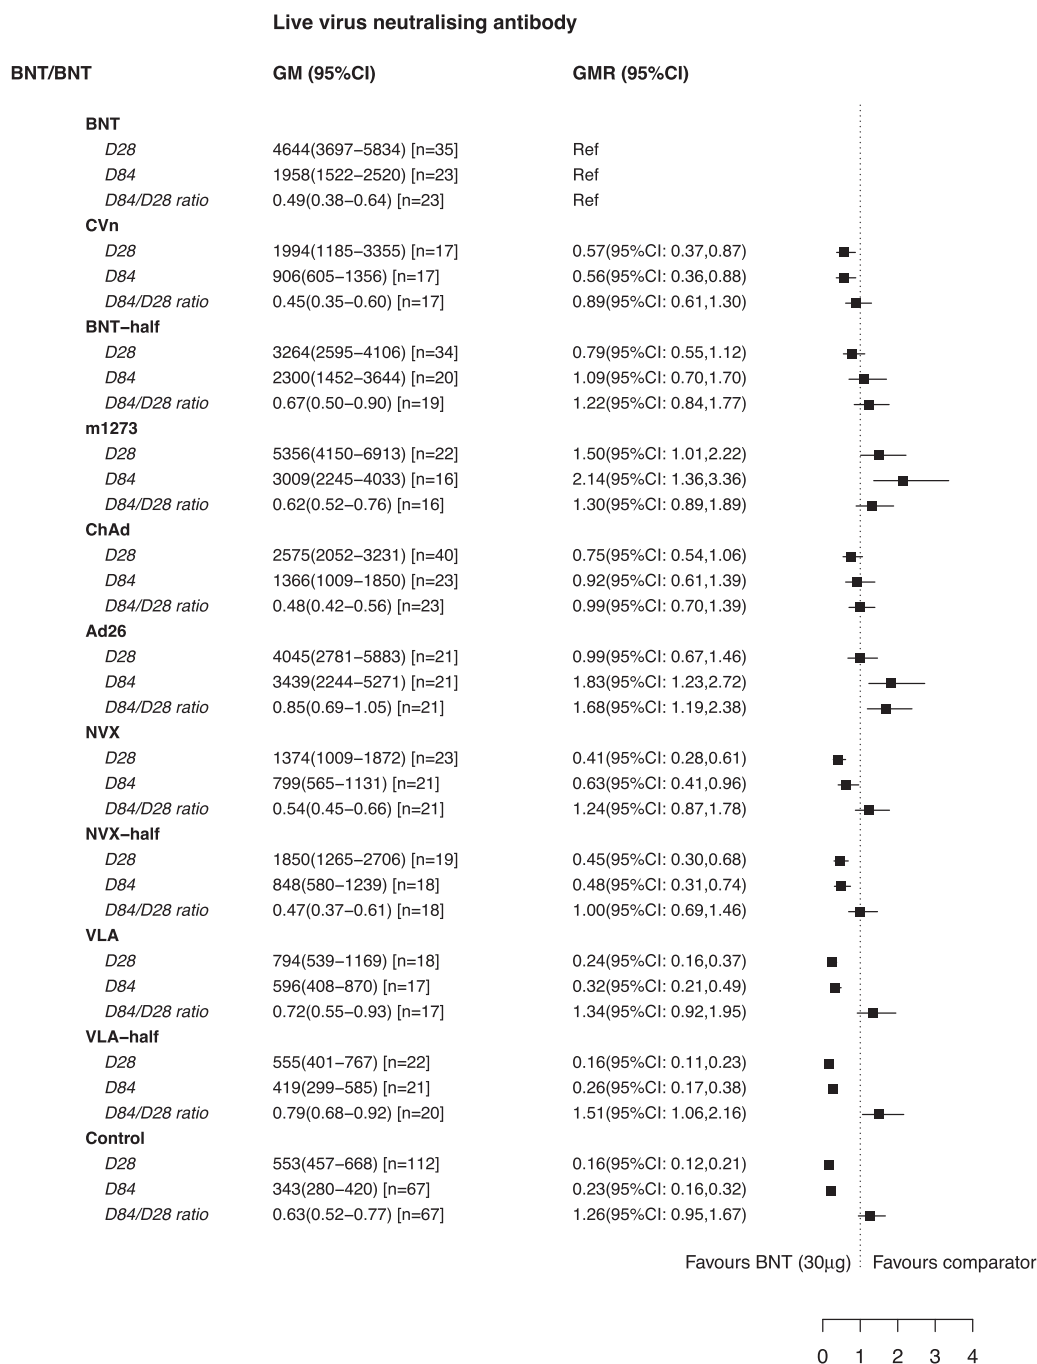 Live virus neutralising antibody
BNT/BNT GM (95%CI) GMR (95%CI)
BNT
D28 4644(3697−5834) [n=35] Ref
D84 1958(1522−2520) [n=23] Ref
D84/D28 ratio 0.49(0.38−0.64) [n=23] Ref
CVn
D28 1994(1185−3355) [n=17] 0.57(95%CI: 0.37,0.87)
D84 906(605−1356) [n=17] 0.56(95%CI: 0.36,0.88)
D84/D28 ratio 0.45(0.35−0.60) [n=17] 0.89(95%CI: 0.61,1.30)
BNT−half
D28 3264(2595−4106) [n=34] 0.79(95%CI: 0.55,1.12)
D84 2300(1452−3644) [n=20] 1.09(95%CI: 0.70,1.70)
D84/D28 ratio 0.67(0.50−0.90) [n=19] 1.22(95%CI: 0.84,1.77)
m1273
D28 5356(4150−6913) [n=22] 1.50(95%CI: 1.01,2.22)
D84 3009(2245−4033) [n=16] 2.14(95%CI: 1.36,3.36)
D84/D28 ratio 0.62(0.52−0.76) [n=16] 1.30(95%CI: 0.89,1.89)
ChAd
D28 2575(2052−3231) [n=40] 0.75(95%CI: 0.54,1.06)
D84 1366(1009−1850) [n=23] 0.92(95%CI: 0.61,1.39)
D84/D28 ratio 0.48(0.42−0.56) [n=23] 0.99(95%CI: 0.70,1.39)
Ad26
D28 4045(2781−5883) [n=21] 0.99(95%CI: 0.67,1.46)
D84 3439(2244−5271) [n=21] 1.83(95%CI: 1.23,2.72)
D84/D28 ratio 0.85(0.69−1.05) [n=21] 1.68(95%CI: 1.19,2.38)
NVX
D28 1374(1009−1872) [n=23] 0.41(95%CI: 0.28,0.61)
D84 799(565−1131) [n=21] 0.63(95%CI: 0.41,0.96)
D84/D28 ratio 0.54(0.45−0.66) [n=21] 1.24(95%CI: 0.87,1.78)
NVX−half
D28 1850(1265−2706) [n=19] 0.45(95%CI: 0.30,0.68)
D84 848(580−1239) [n=18] 0.48(95%CI: 0.31,0.74)
D84/D28 ratio 0.47(0.37−0.61) [n=18] 1.00(95%CI: 0.69,1.46)
VLA
D28 794(539−1169) [n=18] 0.24(95%CI: 0.16,0.37)
D84 596(408−870) [n=17] 0.32(95%CI: 0.21,0.49)
D84/D28 ratio 0.72(0.55−0.93) [n=17] 1.34(95%CI: 0.92,1.95)
VLA−half
D28 555(401−767) [n=22] 0.16(95%CI: 0.11,0.23)
D84 419(299−585) [n=21] 0.26(95%CI: 0.17,0.38)
D84/D28 ratio 0.79(0.68−0.92) [n=20] 1.51(95%CI: 1.06,2.16)
Control
D28 553(457−668) [n=112] 0.16(95%CI: 0.12,0.21)
D84 343(280−420) [n=67] 0.23(95%CI: 0.16,0.32)
D84/D28 ratio 0.63(0.52−0.77) [n=67] 1.26(95%CI: 0.95,1.67)
Favours BNT (30µg) Favours comparator
0 1 2 3 4